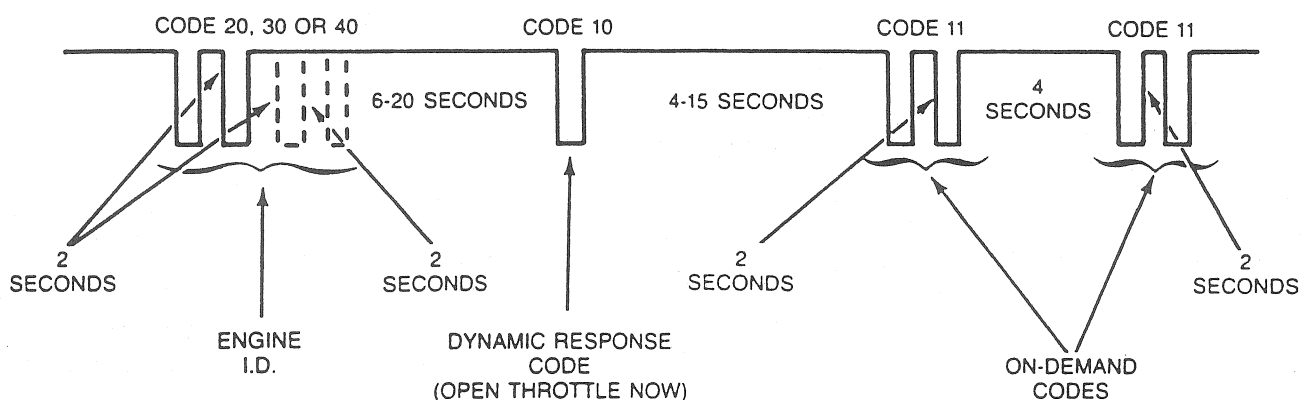 CODE 20, 30 OR 40
CODE 10
CODE 11
CODE 11
6-20 SECONDS
4-15 SECONDS
4
SECONDS
2
SECONDS
2
SECONDS
2
SECONDS
2
SECONDS
ENGINE
I.D.
DYNAMIC RESPONSE
CODE
(OPEN THROTTLE NOW)
ON-DEMAND
CODES